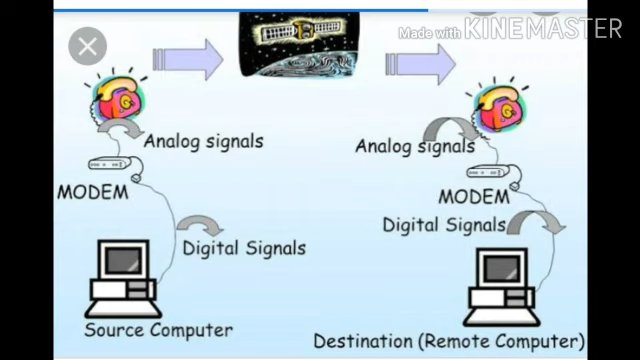 Made with KINEMASTER
Analog signals
Analog signals
MODEM
MODEM
Digital Signals
Digital Signals
Source Computer
Destination (Remote Computer)